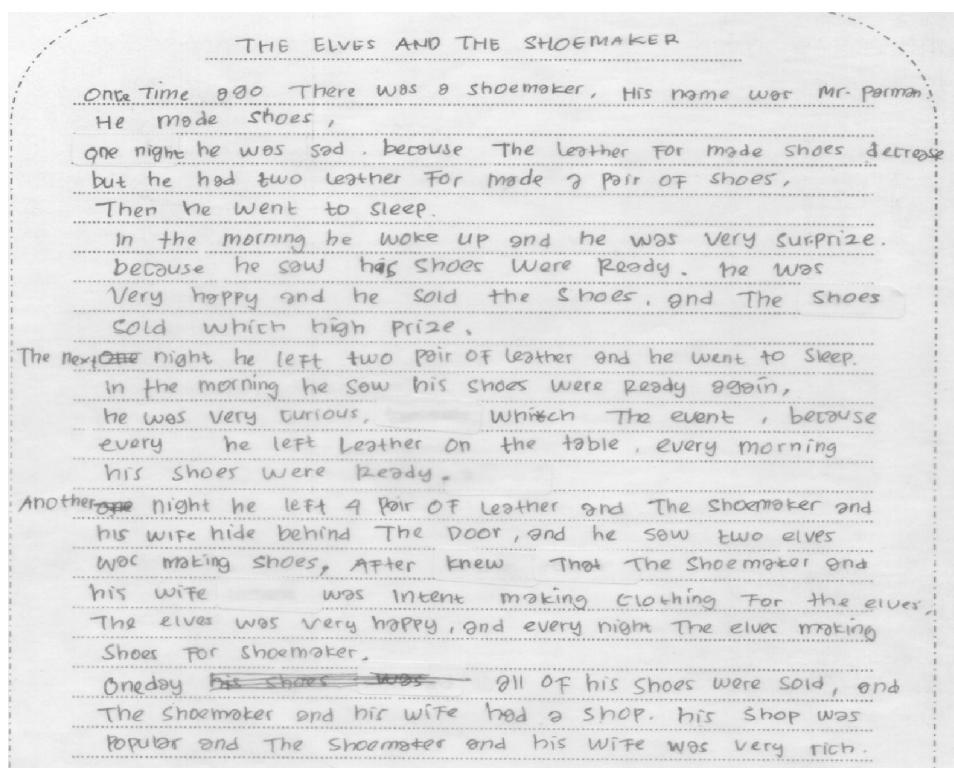 THE ELVES AND THE SHOEMAKER
Once Time ago There was a shoemaker. His name was Mr. Parman.
He made shoes,
one night he was sad. because The leather For made shoes decrease
but he had two leather For made a pair OF shoes.
Then he went to sleep.
In the morning he woke up and he was very surprize.
because he saw his shoes were Ready. he was
Very happy and he sold the shoes, and The shoes
sold which high prize.
The next One night he left two pair OF leather and he went to sleep.
In the morning he saw his shoes were Ready again,
he was very curious. which The event, because
every he left Leather on the table, every morning
his shoes were Ready.
Another one night he left 4 pair OF Leather and The shoemaker and
his wife hide behind The Door, and he saw two elves
was making shoes, After knew That The shoemaker and
his wife was intent making clothing For the elves.
The elves was very happy, and every night The elves making
shoes For shoemaker.
Oneday his shoes was all OF his shoes were sold, and
The shoemaker and his wife had a shop. his shop was
Popular and The shoemaker and his wife was very rich.